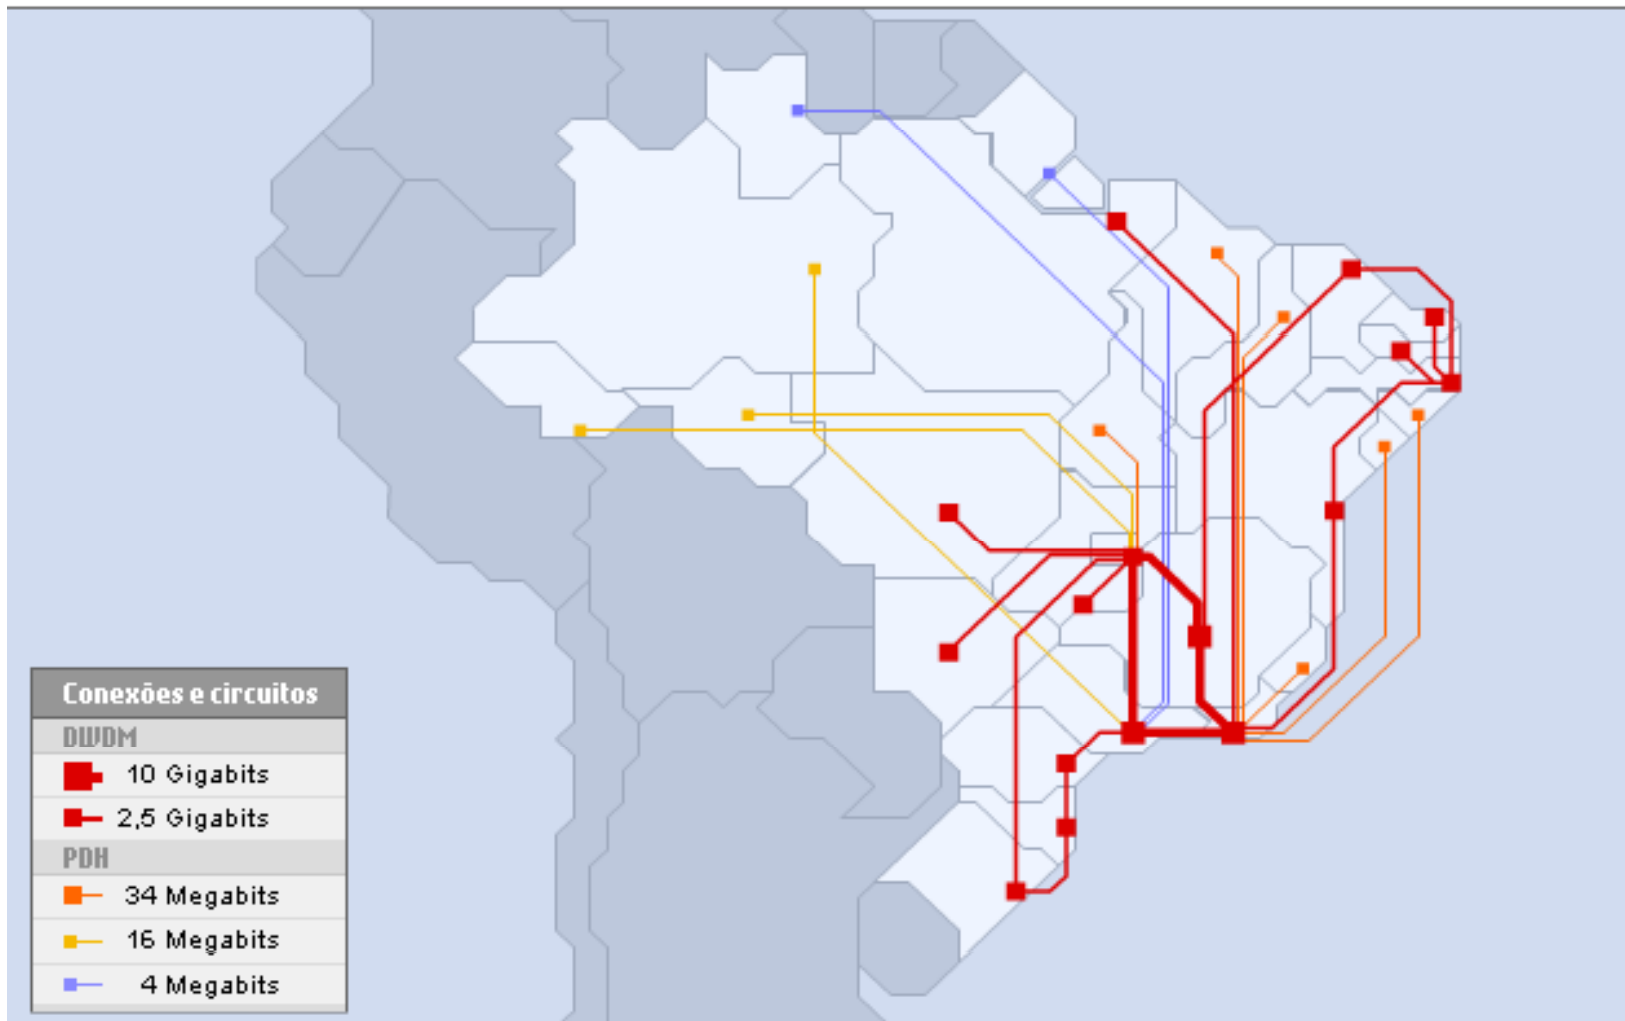 Conexões e circuitos
DWDM
10 Gigabits
2,5 Gigabits
PDH
34 Megabits
16 Megabits
4 Megabits